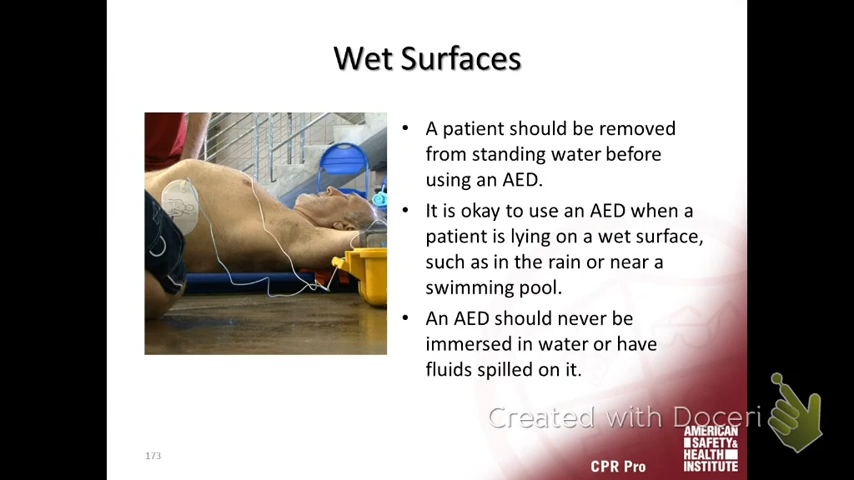 Wet Surfaces
• A patient should be removed
from standing water before
using an AED.
• It is okay to use an AED when a
patient is lying on a wet surface,
such as in the rain or near a
swimming pool.
• An AED should never be
immersed in water or have
fluids spilled on it.
Created with Doceri
AMERICAN
SAFETY&
HEALTH
INSTITUTE
173
CPR Pro